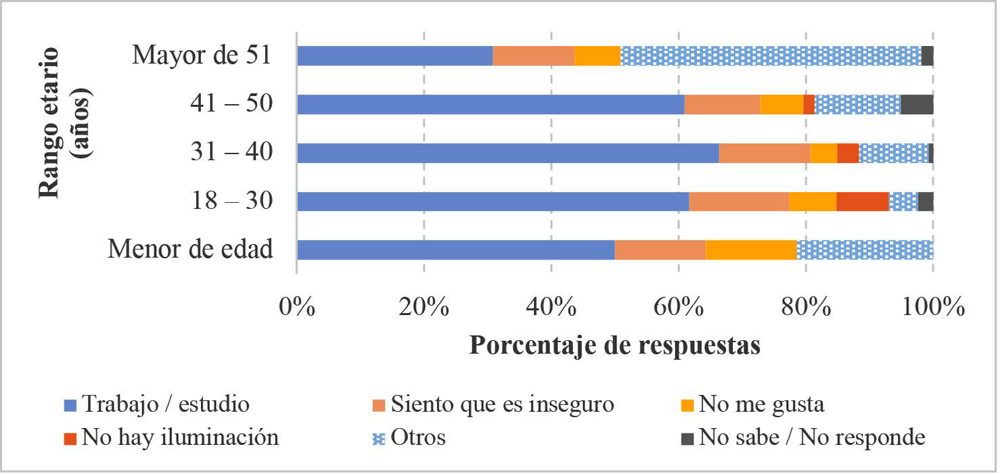 Rango etario
(años)
Mayor de 51
41 – 50
31 – 40
18 – 30
Menor de edad
0% 20% 40% 60% 80% 100%
Porcentaje de respuestas
Trabajo / estudio Siento que es inseguro No me gusta
No hay iluminación Otros No sabe / No responde